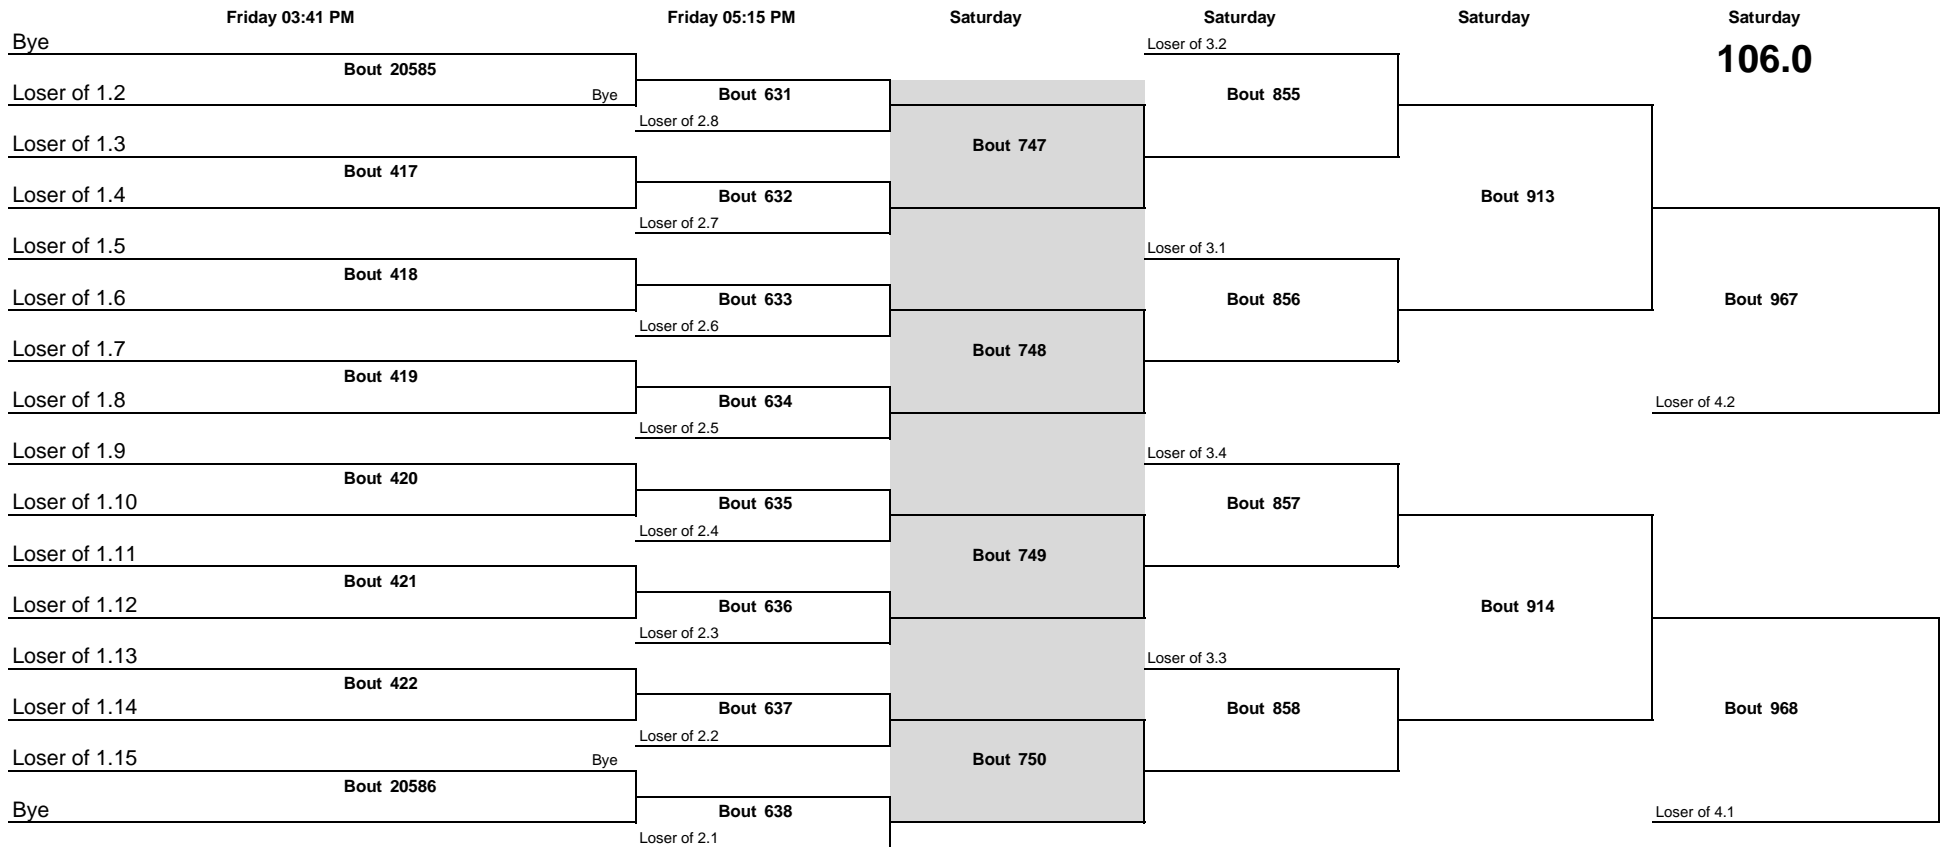 Friday 03:41 PM Friday 05:15 PM Saturday Saturday Saturday Saturday
Bye Loser of 3.2
106.0
Bout 20585
Loser of 1.2 Bye Bout 631 Bout 855
Loser of 2.8
Loser of 1.3 Bout 747
Bout 417
Loser of 1.4 Bout 632 Bout 913
Loser of 2.7
Loser of 1.5 Loser of 3.1
Bout 418
Loser of 1.6 Bout 633 Bout 856 Bout 967
Loser of 2.6
Loser of 1.7 Bout 748
Bout 419
Loser of 1.8 Bout 634 Loser of 4.2
Loser of 2.5
Loser of 1.9 Loser of 3.4
Bout 420
Loser of 1.10 Bout 635 Bout 857
Loser of 2.4
Loser of 1.11 Bout 749
Bout 421
Loser of 1.12 Bout 636 Bout 914
Loser of 2.3
Loser of 1.13 Loser of 3.3
Bout 422
Loser of 1.14 Bout 637 Bout 858 Bout 968
Loser of 2.2
Loser of 1.15 Bye Bout 750
Bout 20586
Bye Bout 638 Loser of 4.1
Loser of 2.1